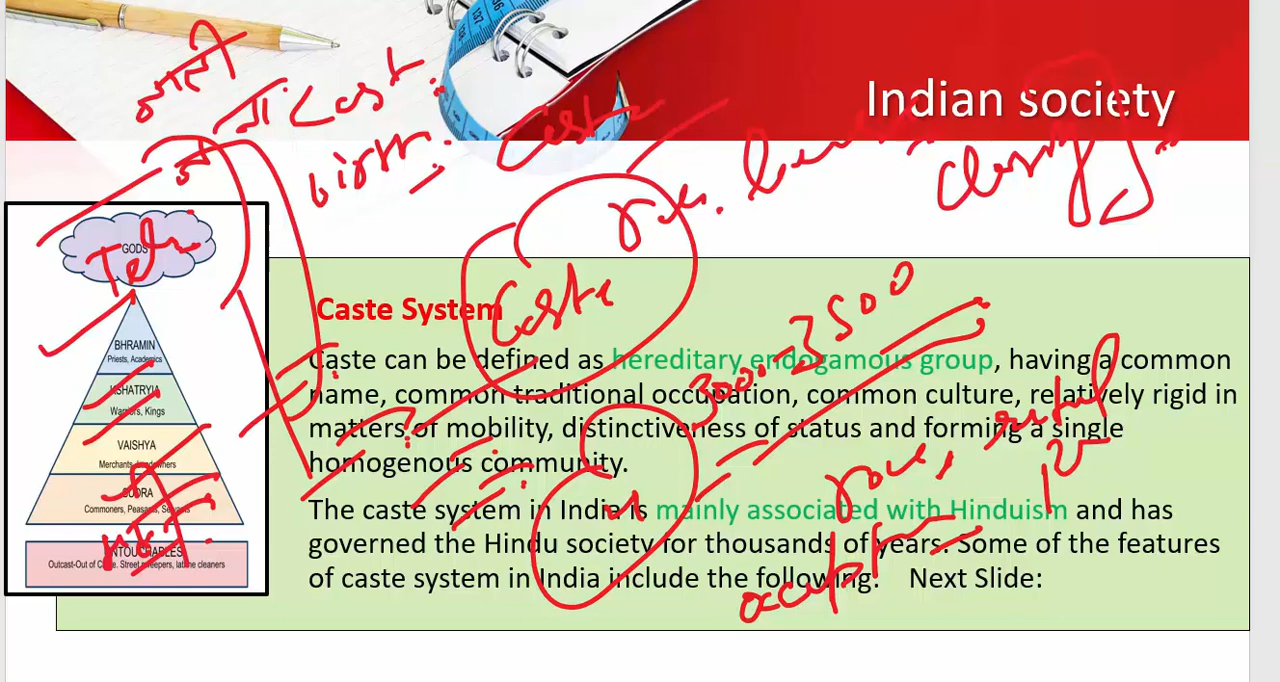 Indian society
Cast.
birth.
Caste
classify
GODS
Caste
3000-3500
BHRAMIN
Priests, Academics
KSHATRYIA
Warriors, Kings
VAISHYA
Merchants, Landowners
SUDRA
Commoners, Peasants, Servants
UNTOUCHABLES
Outcast-Out of Caste. Street sweepers, latrine cleaners
Caste System
Caste can be defined as hereditary endogamous group, having a common
name, common traditional occupation, common culture, relatively rigid in
matters of mobility, distinctiveness of status and forming a single
homogenous community.
The caste system in India is mainly associated with Hinduism and has
governed the Hindu society for thousands of years. Some of the features
of caste system in India include the following: Next Slide: